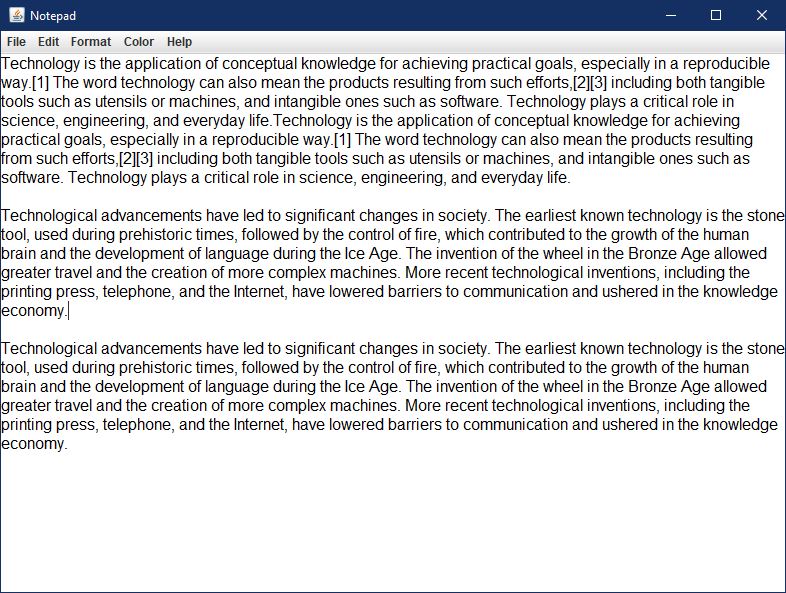 Notepad
File Edit Format Color Help
Technology is the application of conceptual knowledge for achieving practical goals, especially in a reproducible
way.[1] The word technology can also mean the products resulting from such efforts,[2][3] including both tangible
tools such as utensils or machines, and intangible ones such as software. Technology plays a critical role in
science, engineering, and everyday life.Technology is the application of conceptual knowledge for achieving
practical goals, especially in a reproducible way.[1] The word technology can also mean the products resulting
from such efforts,[2][3] including both tangible tools such as utensils or machines, and intangible ones such as
software. Technology plays a critical role in science, engineering, and everyday life.
Technological advancements have led to significant changes in society. The earliest known technology is the stone
tool, used during prehistoric times, followed by the control of fire, which contributed to the growth of the human
brain and the development of language during the Ice Age. The invention of the wheel in the Bronze Age allowed
greater travel and the creation of more complex machines. More recent technological inventions, including the
printing press, telephone, and the Internet, have lowered barriers to communication and ushered in the knowledge
economy.
Technological advancements have led to significant changes in society. The earliest known technology is the stone
tool, used during prehistoric times, followed by the control of fire, which contributed to the growth of the human
brain and the development of language during the Ice Age. The invention of the wheel in the Bronze Age allowed
greater travel and the creation of more complex machines. More recent technological inventions, including the
printing press, telephone, and the Internet, have lowered barriers to communication and ushered in the knowledge
economy.